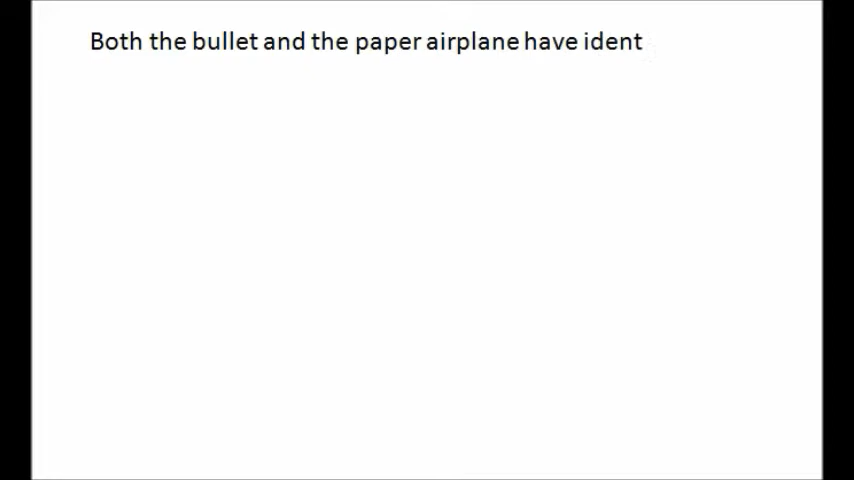 Both the bullet and the paper airplane have ident